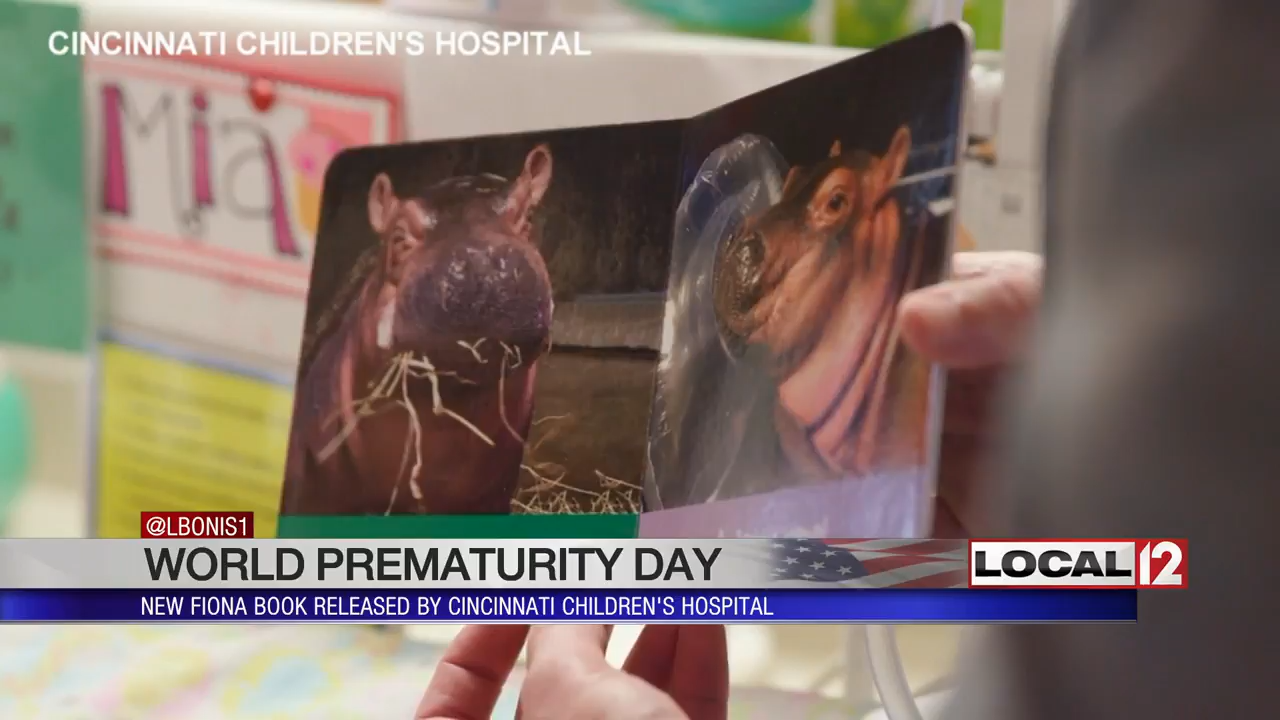 CINCINNATI CHILDREN'S HOSPITAL
Mia
@LBONIS1
WORLD PREMATURITY DAY
LOCAL 12
NEW FIONA BOOK RELEASED BY CINCINNATI CHILDREN'S HOSPITAL